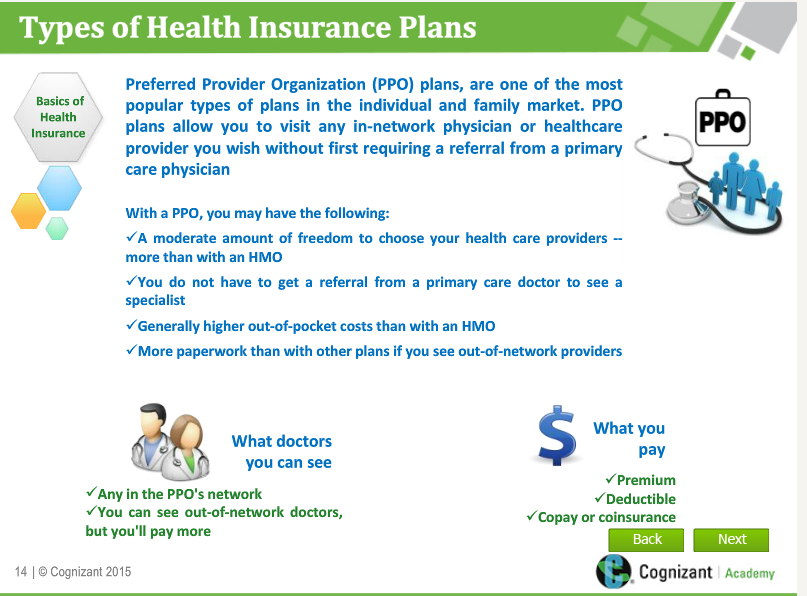 Types of Health Insurance Plans
Basics of
Health
Insurance
Preferred Provider Organization (PPO) plans, are one of the most
popular types of plans in the individual and family market. PPO
plans allow you to visit any in-network physician or healthcare
provider you wish without first requiring a referral from a primary
care physician
PPO
With a PPO, you may have the following:
✓A moderate amount of freedom to choose your health care providers --
more than with an HMO
✓You do not have to get a referral from a primary care doctor to see a
specialist
✓Generally higher out-of-pocket costs than with an HMO
✓More paperwork than with other plans if you see out-of-network providers
What doctors
you can see
✓Any in the PPO's network
✓You can see out-of-network doctors,
but you'll pay more
$
What you
pay
✓Premium
✓Deductible
✓Copay or coinsurance
Back
Next
14 | © Cognizant 2015
Cognizant | Academy